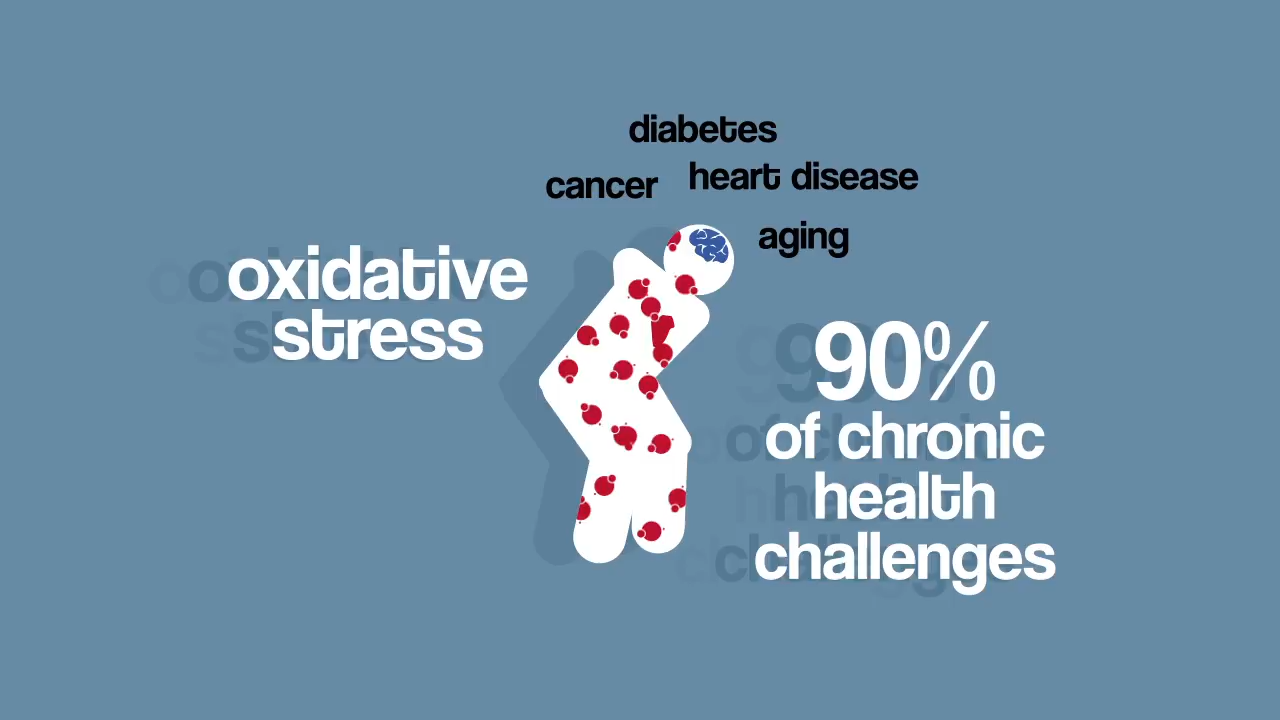 diabetes
cancer
heart disease
aging
oxidative
stress
90%
of chronic
health
challenges